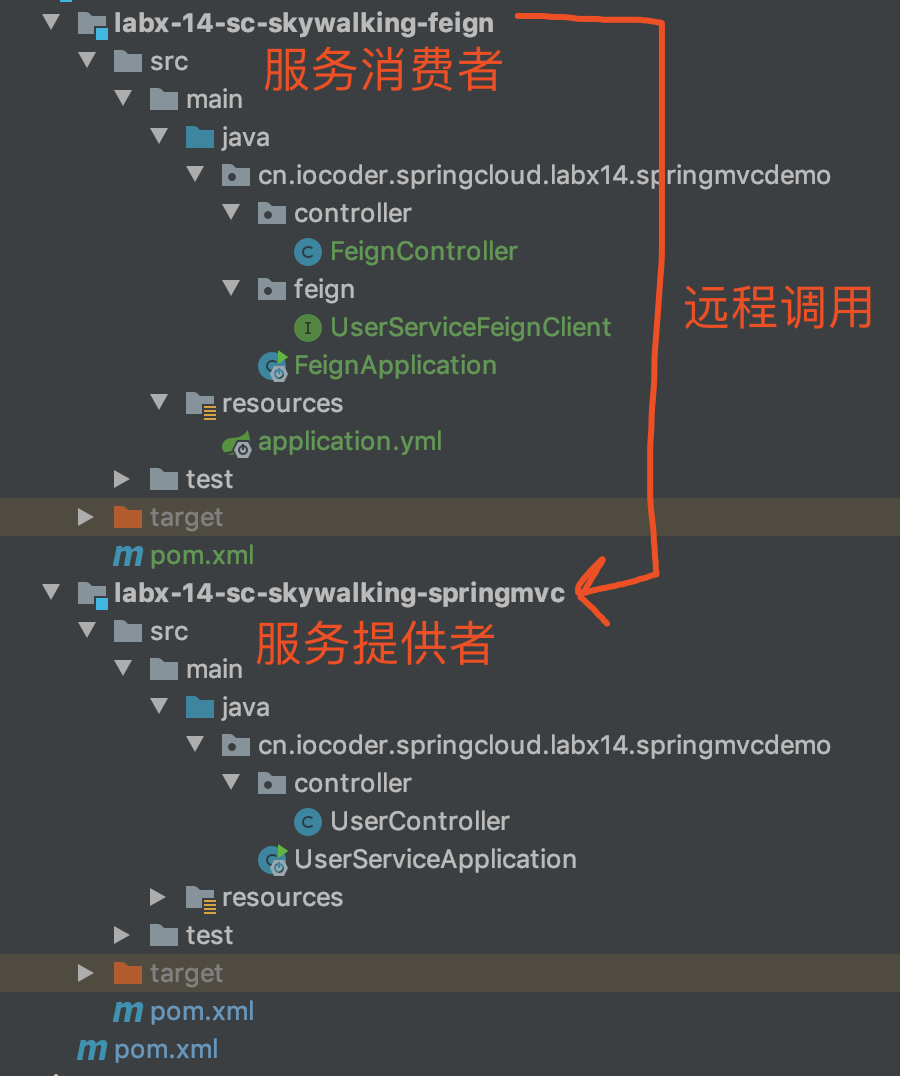 labx-14-sc-skywalking-feign
src
服务消费者
main
java
cn.iocoder.springcloud.labx14.springmvcdemo
controller
C FeignController
feign
远程调用
I UserServiceFeignClient
C FeignApplication
resources
application.yml
test
target
m pom.xml
labx-14-sc-skywalking-springmvc
src
服务提供者
main
java
cn.iocoder.springcloud.labx14.springmvcdemo
controller
C UserController
C UserServiceApplication
resources
test
target
m pom.xml
m pom.xml